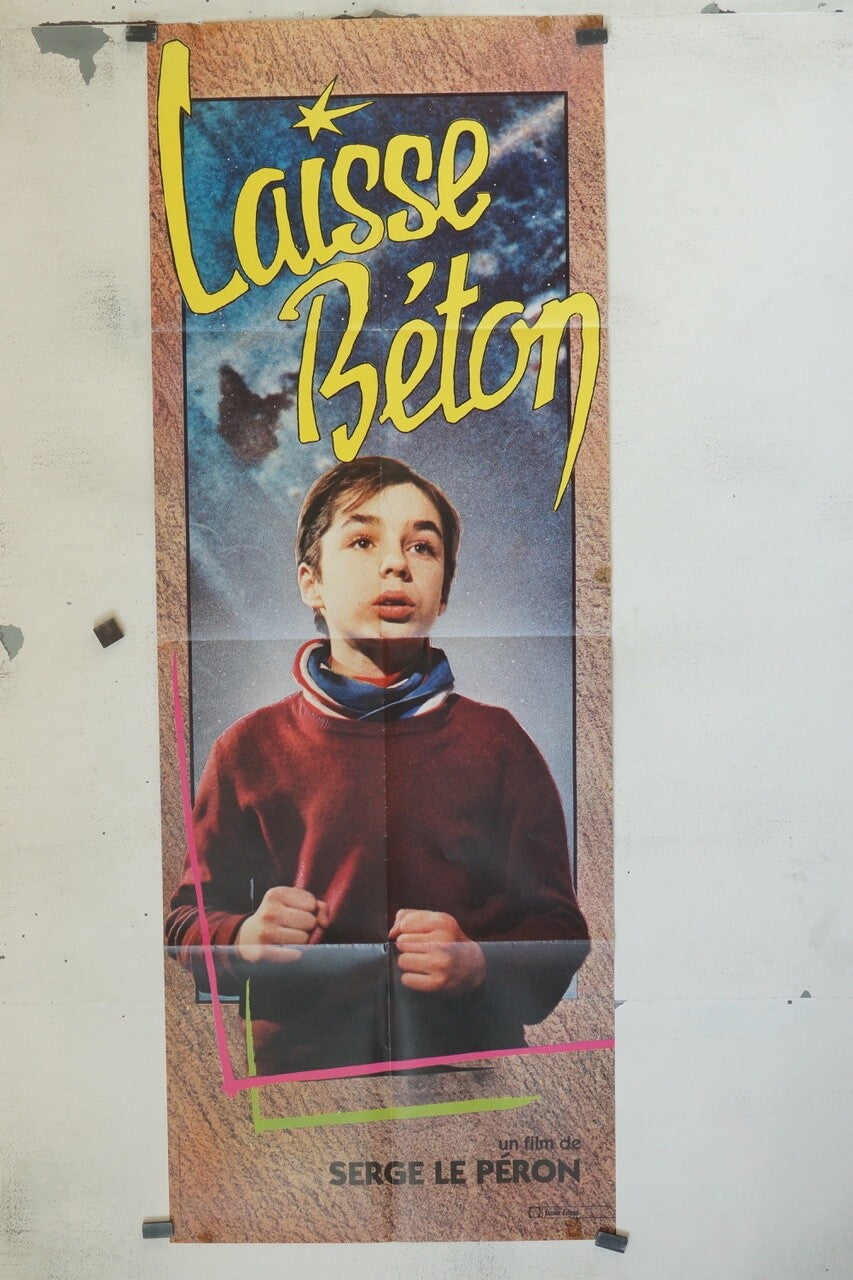 Laisse
Béton
un film de
SERGE LE PÉRON